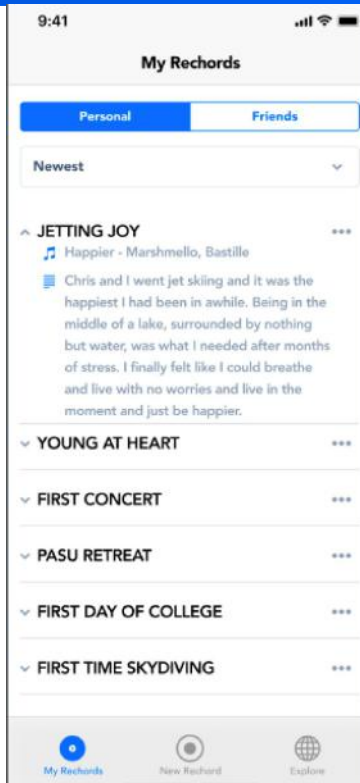 9:41
My Rechords
Personal Friends
Newest
JETTING JOY
Happier - Marshmello, Bastille
Chris and I went jet skiing and it was the
happiest I had been in awhile. Being in the
middle of a lake, surrounded by nothing
but water, was what I needed after months
of stress. I finally felt like I could breathe
and live with no worries and live in the
moment and just be happier.
YOUNG AT HEART
FIRST CONCERT
PASU RETREAT
FIRST DAY OF COLLEGE
FIRST TIME SKYDIVING
My Rechords New Rechord Explore